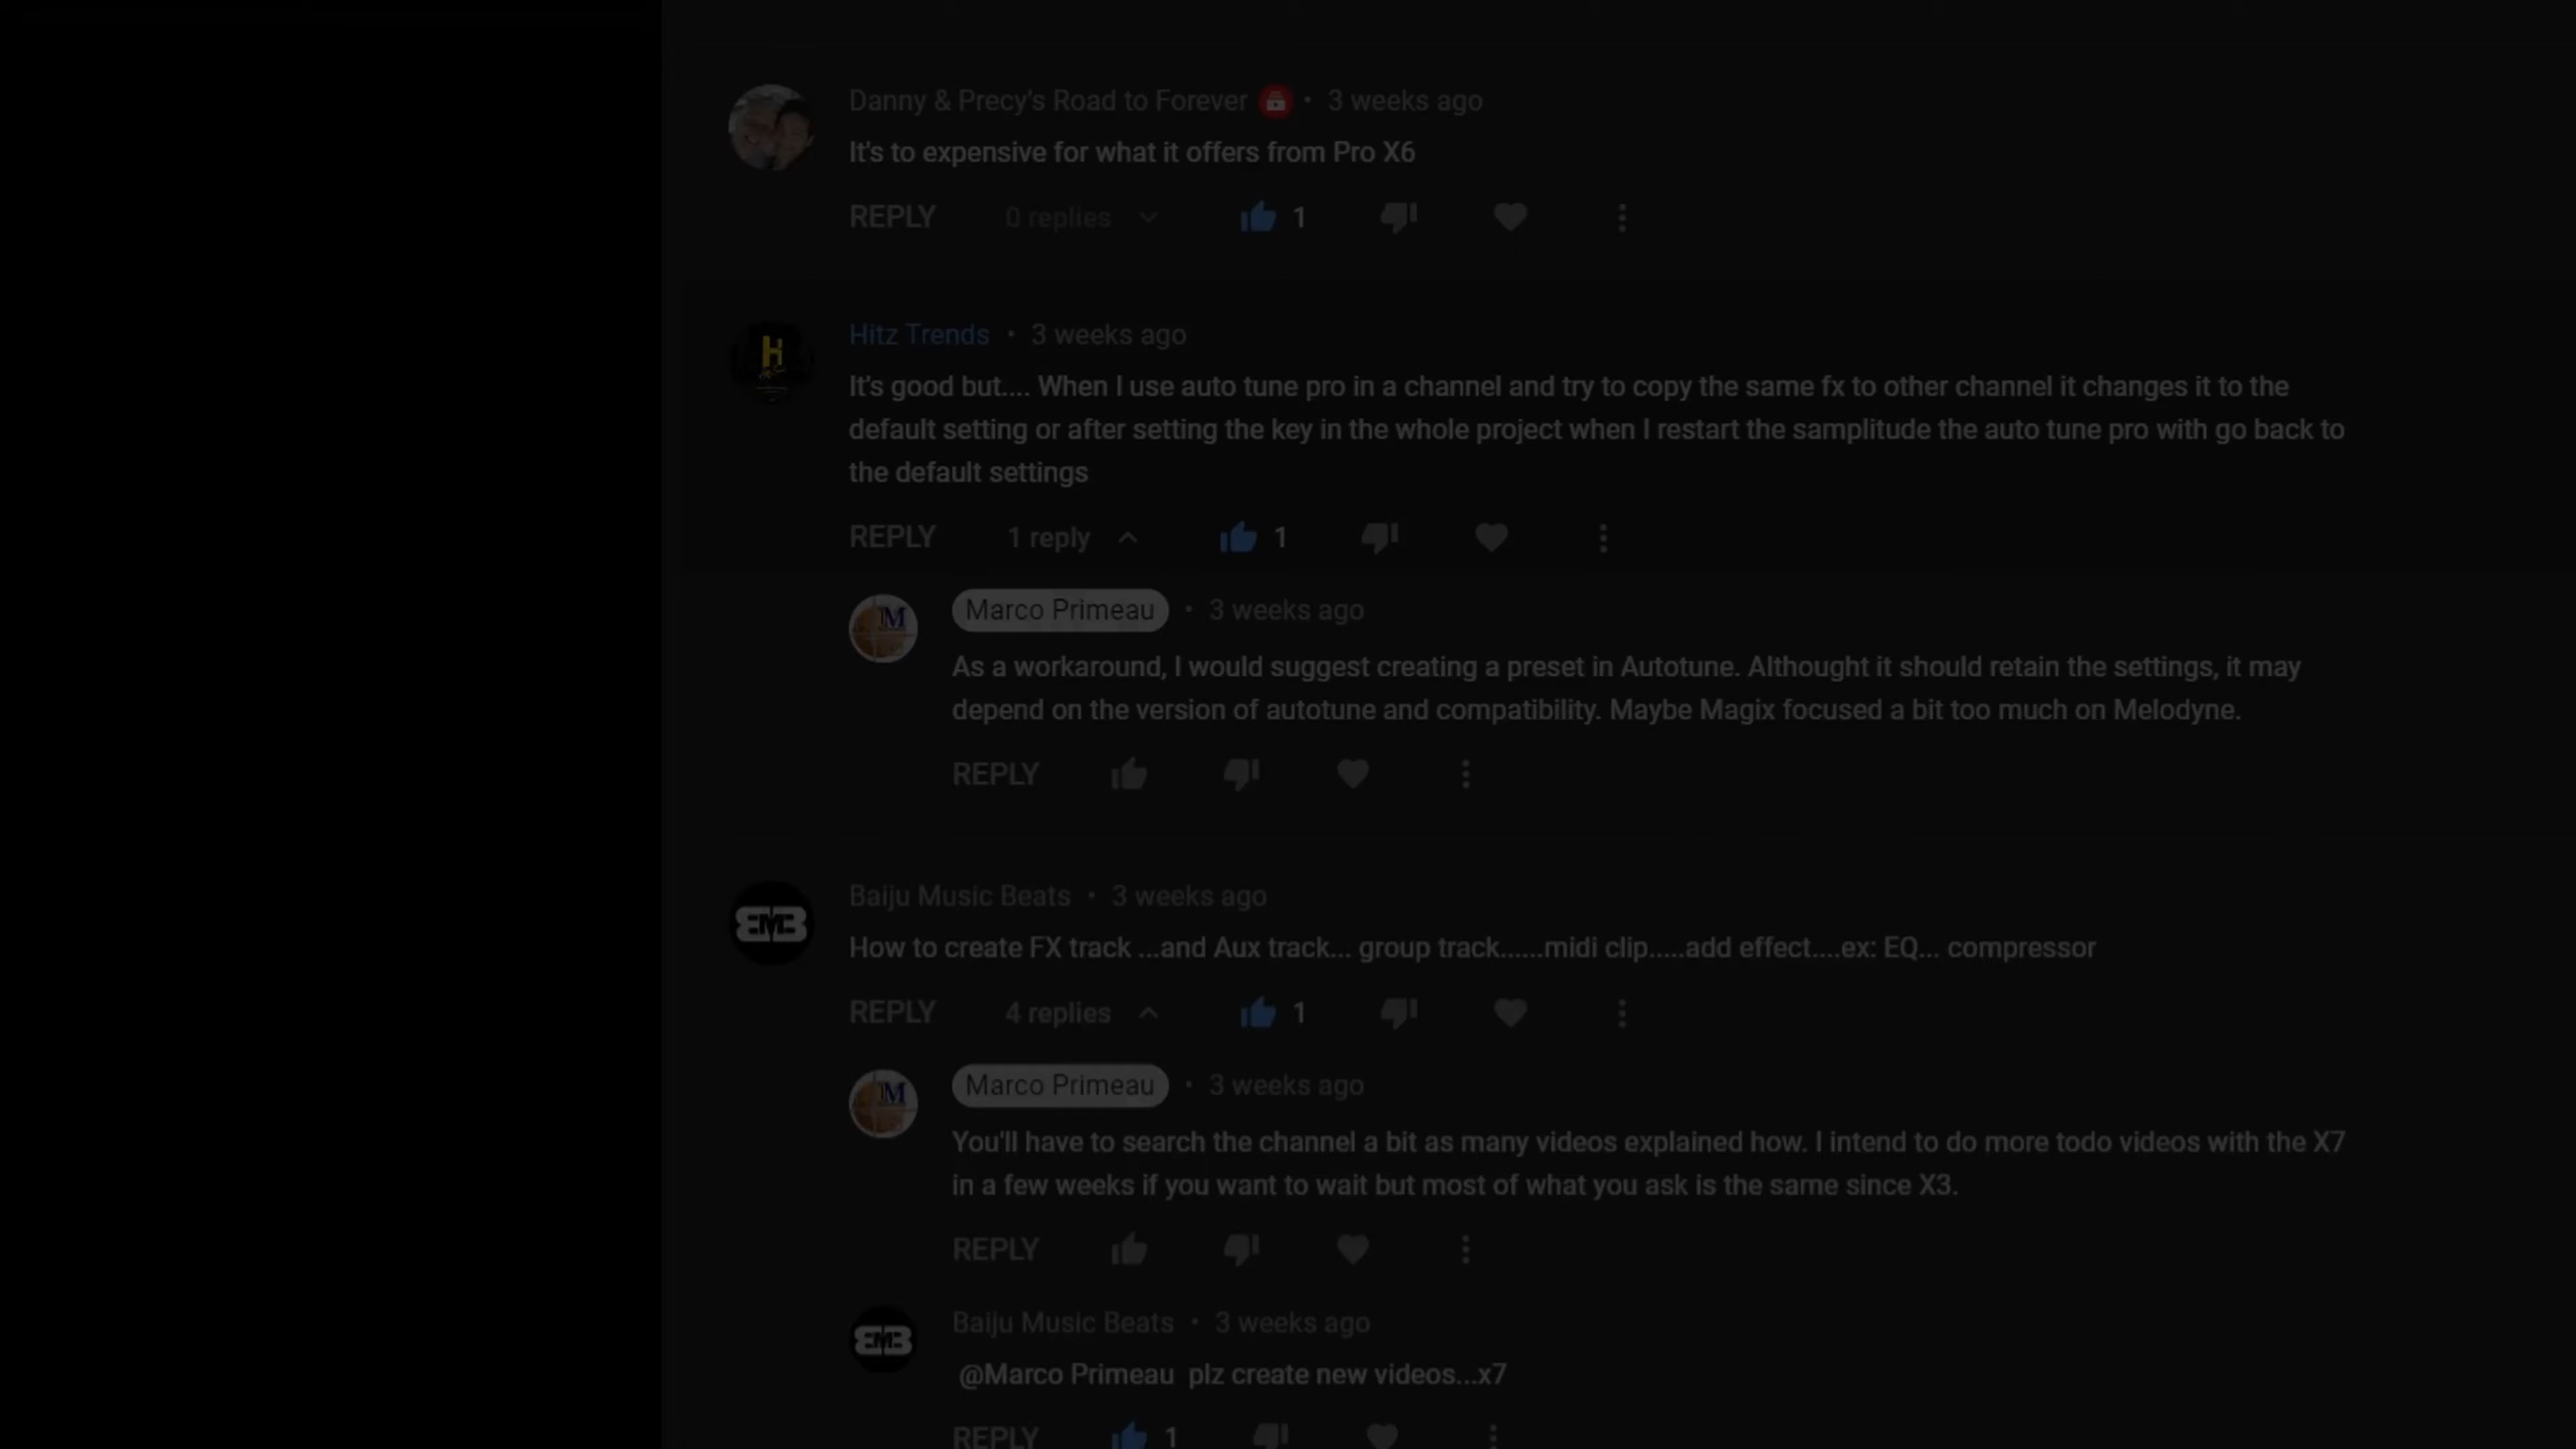 Danny & Precy's Road to Forever • 3 weeks ago
It's to expensive for what it offers from Pro X6
REPLY 0 replies 1
Hitz Trends • 3 weeks ago
It's good but.... When I use auto tune pro in a channel and try to copy the same fx to other channel it changes it to the
default setting or after setting the key in the whole project when I restart the samplitude the auto tune pro with go back to
the default settings
REPLY 1 reply 1
Marco Primeau • 3 weeks ago
As a workaround, I would suggest creating a preset in Autotune. Althought it should retain the settings, it may
depend on the version of autotune and compatibility. Maybe Magix focused a bit too much on Melodyne.
REPLY
Baiju Music Beats • 3 weeks ago
How to create FX track ...and Aux track... group track......midi clip.....add effect....ex: EQ... compressor
REPLY 4 replies 1
Marco Primeau • 3 weeks ago
You'll have to search the channel a bit as many videos explained how. I intend to do more todo videos with the X7
in a few weeks if you want to wait but most of what you ask is the same since X3.
REPLY
Baiju Music Beats • 3 weeks ago
@Marco Primeau plz create new videos...x7
REPLY 1